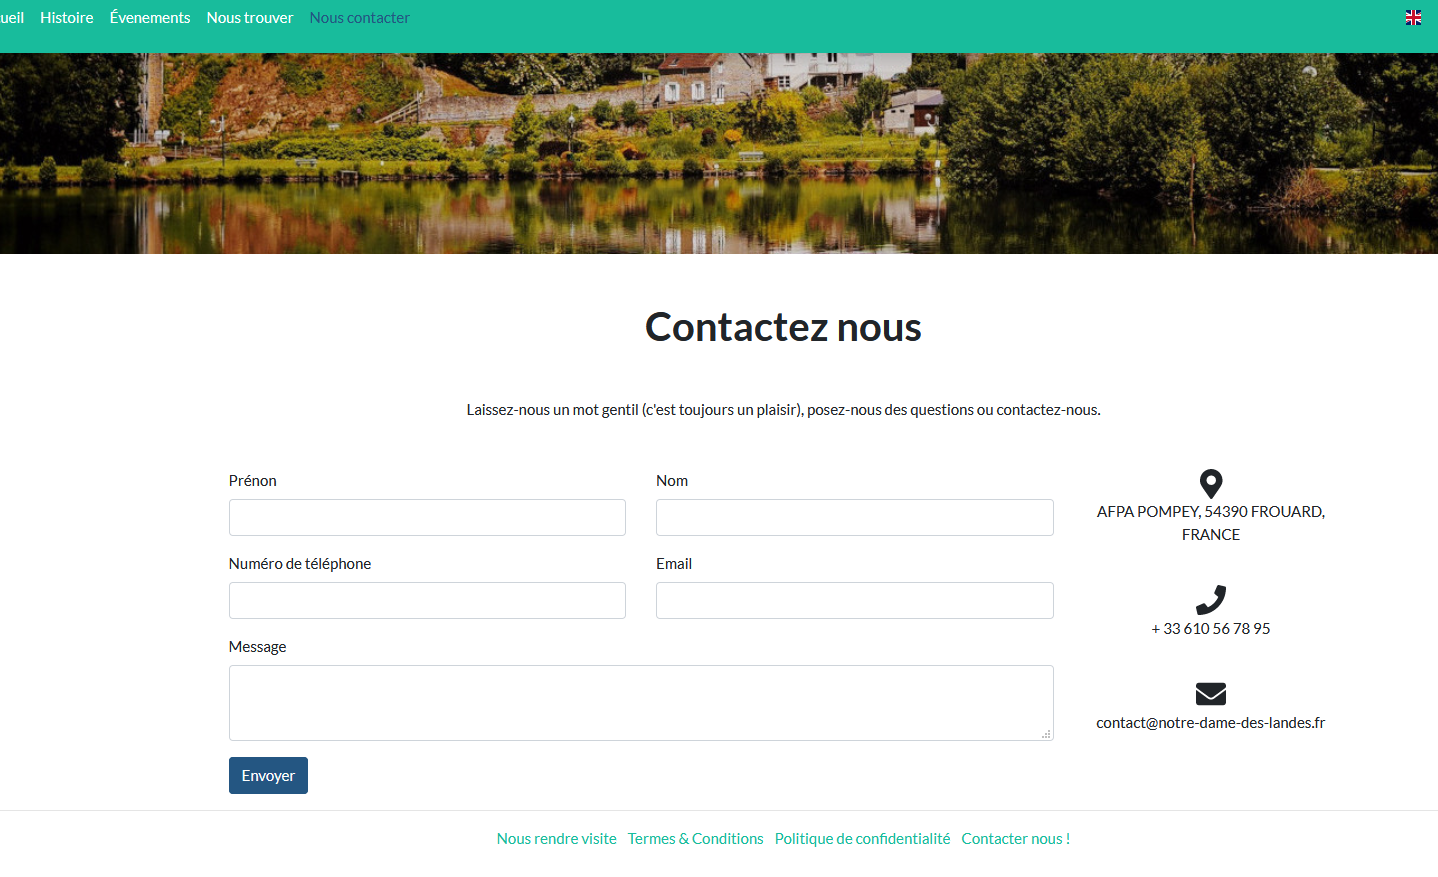 ueil Histoire Évenements Nous trouver Nous contacter
Contactez nous
Laissez-nous un mot gentil (c'est toujours un plaisir), posez-nous des questions ou contactez-nous.
Prénon Nom
AFPA POMPEY, 54390 FROUARD,
FRANCE
Numéro de téléphone Email
+ 33 610 56 78 95
Message
contact@notre-dame-des-landes.fr
Envoyer
Nous rendre visite Termes & Conditions Politique de confidentialité Contacter nous !